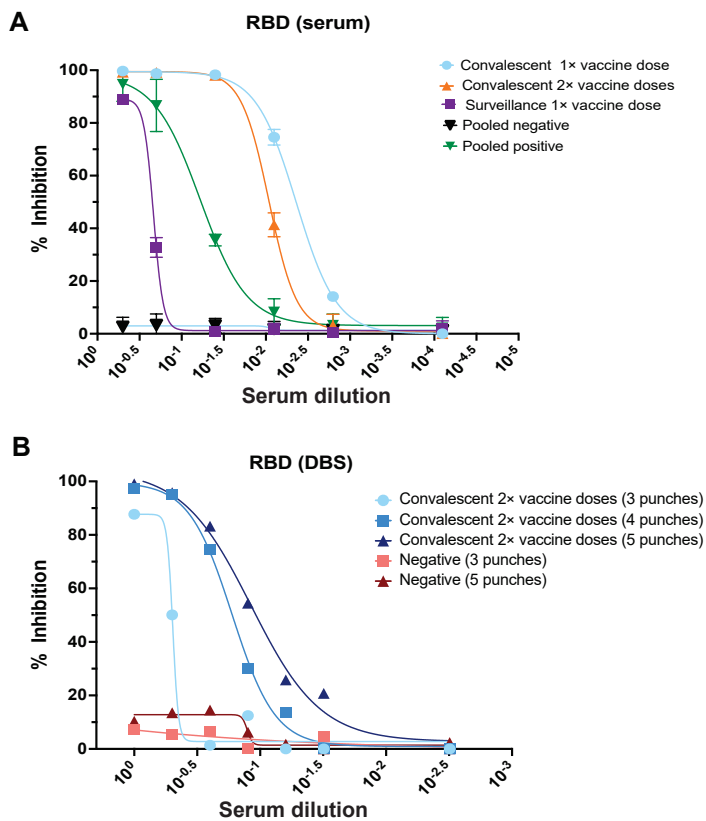 A
RBD (serum)
Convalescent 1× vaccine dose
Convalescent 2× vaccine doses
Surveillance 1× vaccine dose
Pooled negative
Pooled positive
% Inhibition
100
80
60
40
20
0
10⁰
10⁻⁰·⁵
10⁻¹
10⁻¹·⁵
10⁻²
10⁻²·⁵
10⁻³
10⁻³·⁵
10⁻⁴
10⁻⁴·⁵
10⁻⁵
Serum dilution
B
RBD (DBS)
Convalescent 2× vaccine doses (3 punches)
Convalescent 2× vaccine doses (4 punches)
Convalescent 2× vaccine doses (5 punches)
Negative (3 punches)
Negative (5 punches)
% Inhibition
100
80
60
40
20
0
10⁰
10⁻⁰·⁵
10⁻¹
10⁻¹·⁵
10⁻²
10⁻²·⁵
10⁻³
Serum dilution